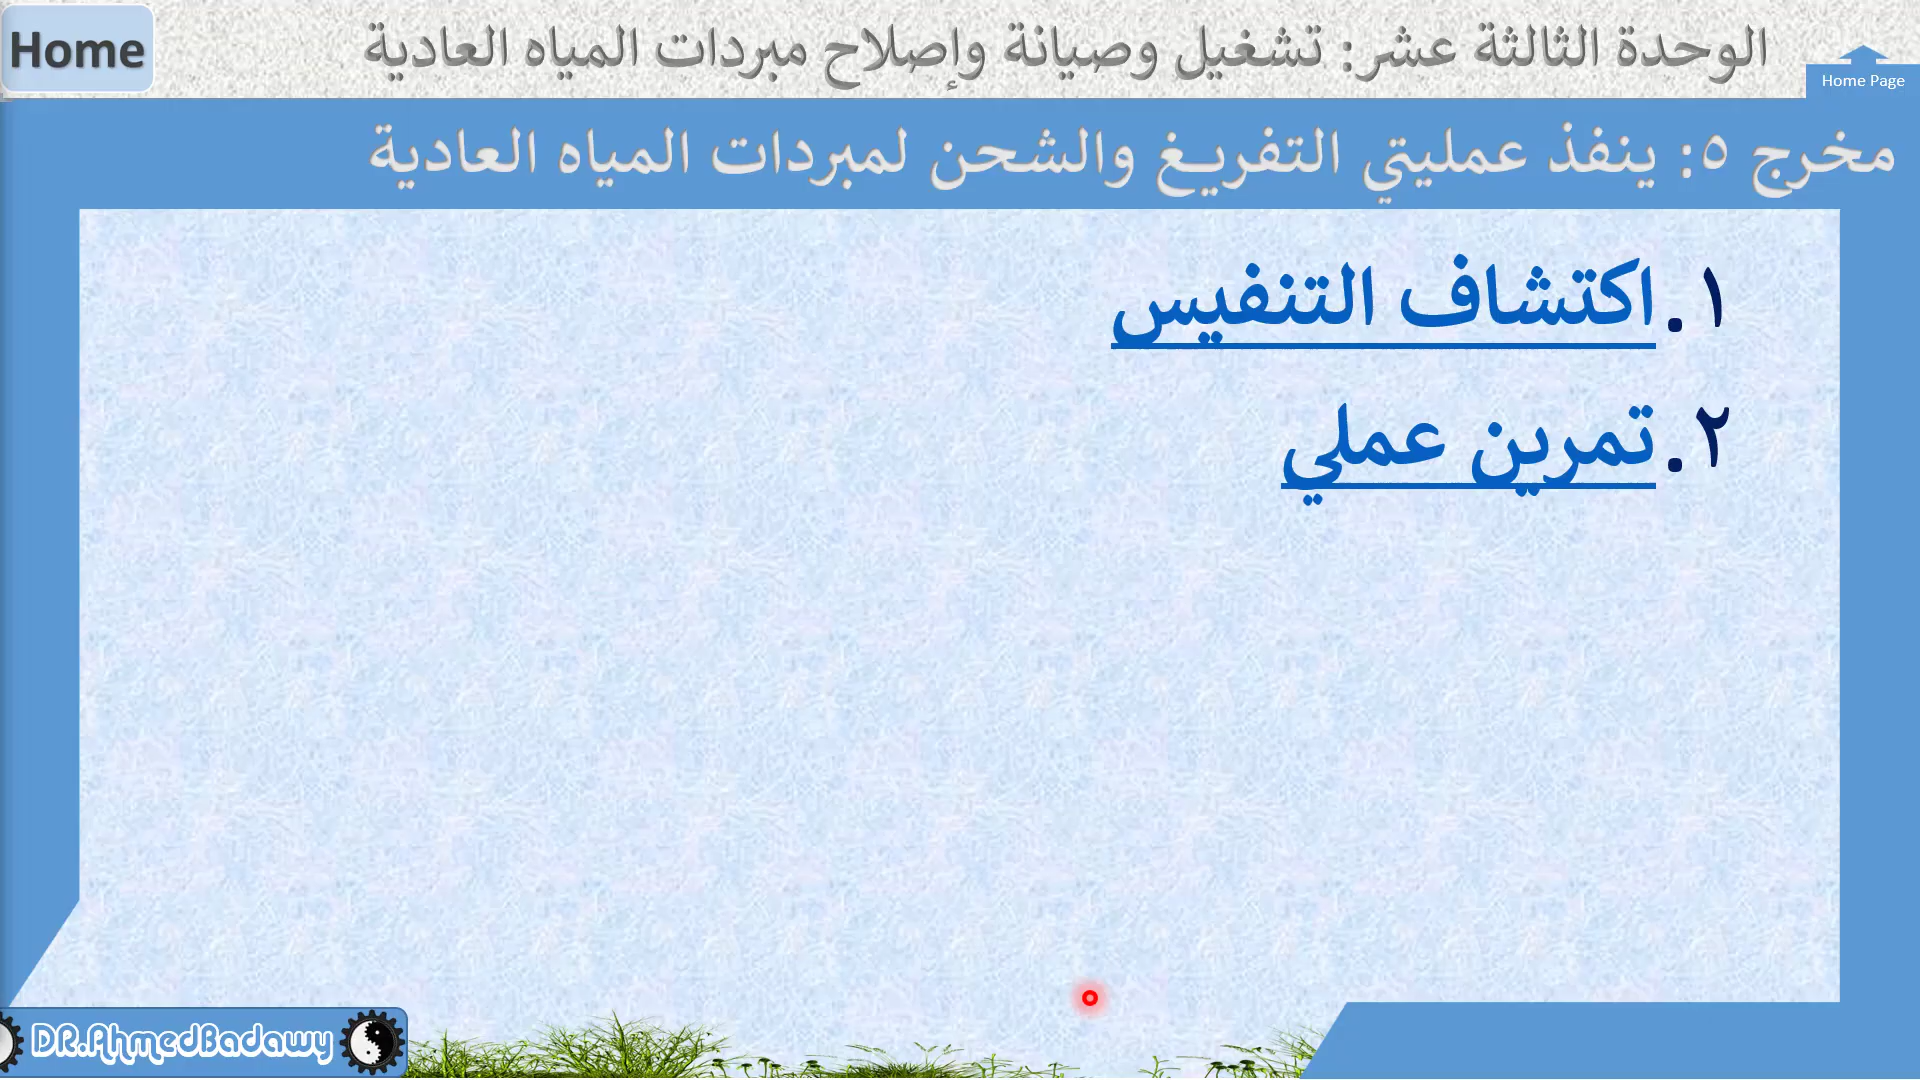 Home
الوحدة الثالثة عشر: تشغيل وصيانة وإصلاح مبردات المياه العادية
Home Page
مخرج ٥: ينفذ عمليتي التفريغ والشحن لمبردات المياه العادية
١. اكتشاف التنفيس
٢. تمرين عملي
DR.AhmedBadawy